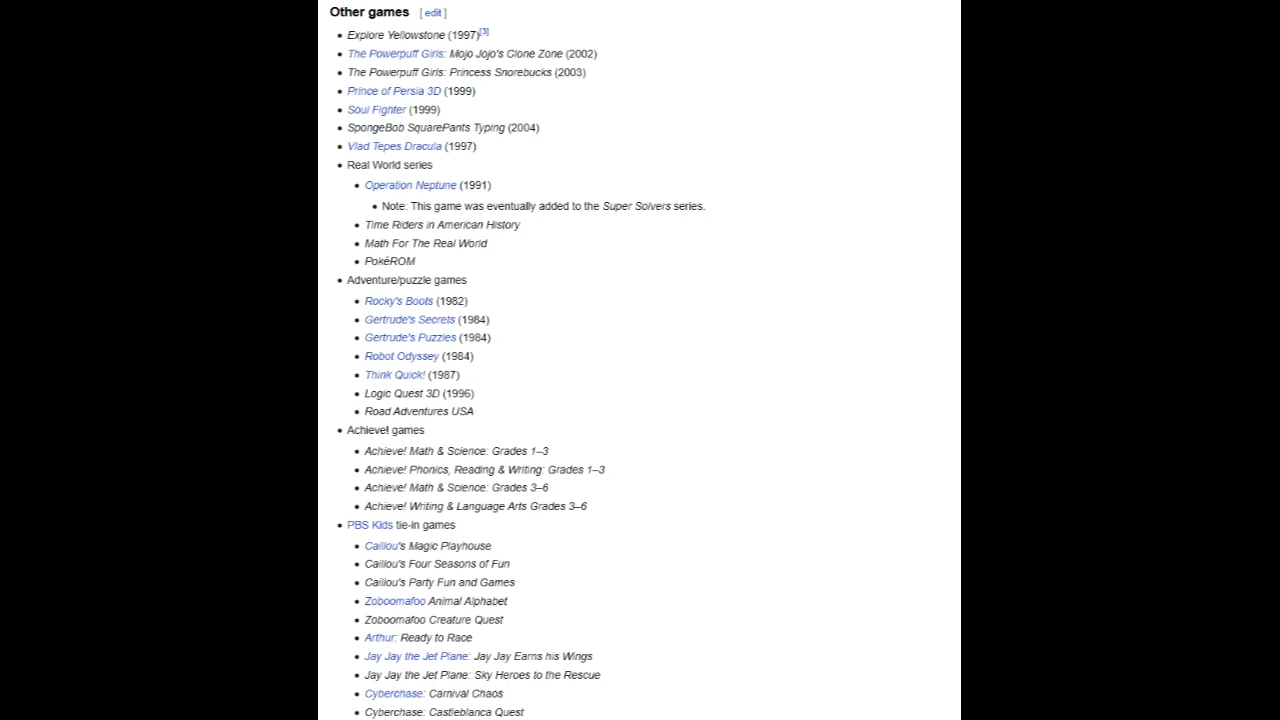 Other games [ edit ]
Explore Yellowstone (1997)[3]
The Powerpuff Girls: Mojo Jojo's Clone Zone (2002)
The Powerpuff Girls: Princess Snorebucks (2003)
Prince of Persia 3D (1999)
Soul Fighter (1999)
SpongeBob SquarePants Typing (2004)
Vlad Tepes Dracula (1997)
Real World series
Operation Neptune (1991)
Note: This game was eventually added to the Super Solvers series.
Time Riders in American History
Math For The Real World
PokéROM
Adventure/puzzle games
Rocky's Boots (1982)
Gertrude's Secrets (1984)
Gertrude's Puzzles (1984)
Robot Odyssey (1984)
Think Quick! (1987)
Logic Quest 3D (1996)
Road Adventures USA
Achieve! games
Achieve! Math & Science: Grades 1–3
Achieve! Phonics, Reading & Writing: Grades 1–3
Achieve! Math & Science: Grades 3–6
Achieve! Writing & Language Arts Grades 3–6
PBS Kids tie-in games
Caillou's Magic Playhouse
Caillou's Four Seasons of Fun
Caillou's Party Fun and Games
Zoboomafoo Animal Alphabet
Zoboomafoo Creature Quest
Arthur: Ready to Race
Jay Jay the Jet Plane: Jay Jay Earns his Wings
Jay Jay the Jet Plane: Sky Heroes to the Rescue
Cyberchase: Carnival Chaos
Cyberchase: Castleblanca Quest